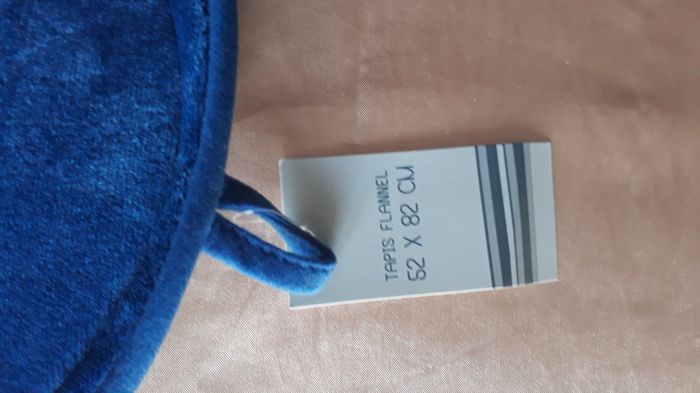 TAPIS FLANNEL
52 X 82 CM